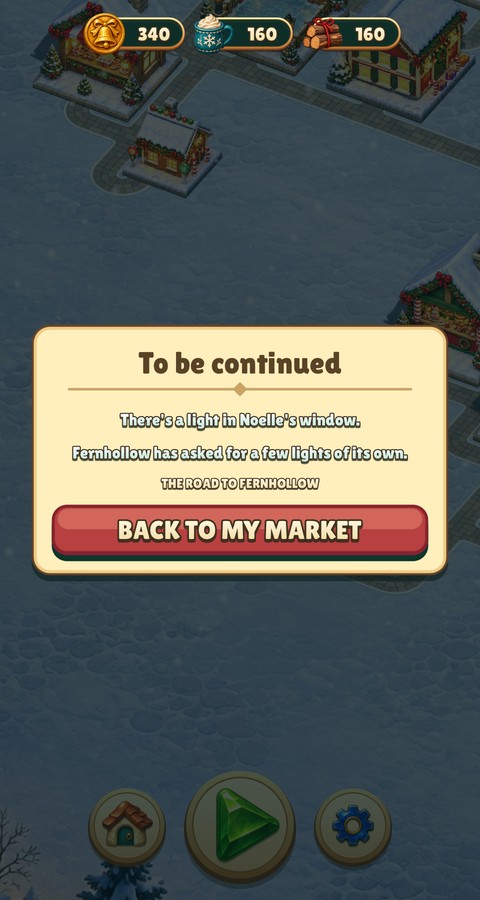 340
160
160
To be continued
There's a light in Noelle's window.
Fernhollow has asked for a few lights of its own.
THE ROAD TO FERNHOLLOW
BACK TO MY MARKET